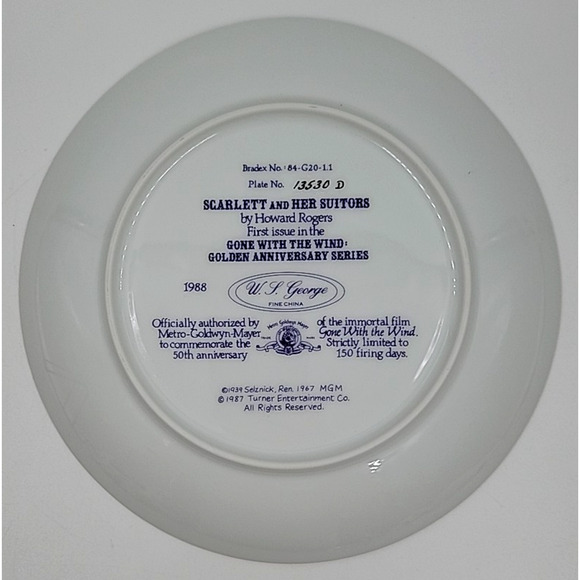 Bradex No.: 84-G20-1.1
Plate No. 13530 D
SCARLETT AND HER SUITORS
by Howard Rogers
First issue in the
GONE WITH THE WIND:
GOLDEN ANNIVERSARY SERIES
1988
W. S. George
FINE CHINA
Officially authorized by
Metro-Goldwyn-Mayer
to commemorate the
50th anniversary
Metro Goldwyn Mayer
of the immortal film
Gone With the Wind.
Strictly limited to
150 firing days.
©1939 Selznick, Ren. 1967 MGM
© 1987 Turner Entertainment Co.
All Rights Reserved.